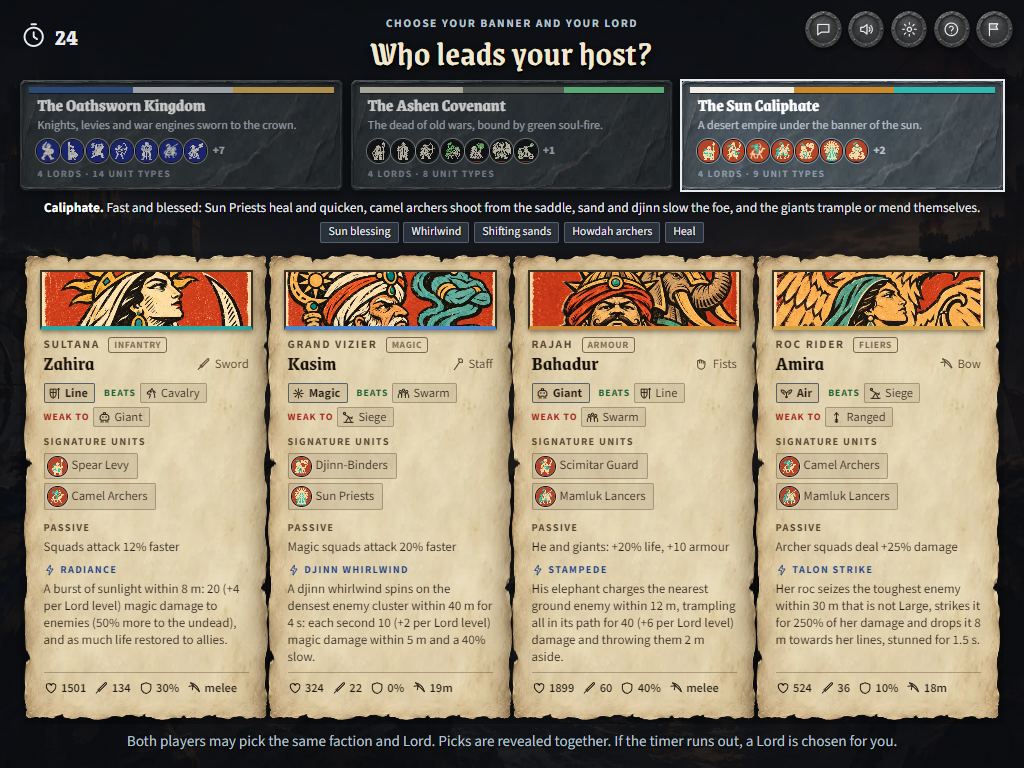 24
CHOOSE YOUR BANNER AND YOUR LORD
Who leads your host?
The Oathsworn Kingdom
Knights, levies and war engines sworn to the crown.
+7
4 LORDS · 14 UNIT TYPES
The Ashen Covenant
The dead of old wars, bound by green soul-fire.
+1
4 LORDS · 8 UNIT TYPES
The Sun Caliphate
A desert empire under the banner of the sun.
+2
4 LORDS · 9 UNIT TYPES
Caliphate. Fast and blessed: Sun Priests heal and quicken, camel archers shoot from the saddle, sand and djinn slow the foe, and the giants trample or mend themselves.
Sun blessing Whirlwind Shifting sands Howdah archers Heal
SULTANA INFANTRY
Zahira Sword
Line BEATS Cavalry
WEAK TO Giant
SIGNATURE UNITS
Spear Levy
Camel Archers
PASSIVE
Squads attack 12% faster
RADIANCE
A burst of sunlight within 8 m: 20 (+4
per Lord level) magic damage to
enemies (50% more to the undead),
and as much life restored to allies.
1501 134 30% melee
GRAND VIZIER MAGIC
Kasim Staff
Magic BEATS Swarm
WEAK TO Siege
SIGNATURE UNITS
Djinn-Binders
Sun Priests
PASSIVE
Magic squads attack 20% faster
DJINN WHIRLWIND
A djinn whirlwind spins on the
densest enemy cluster within 40 m for
4 s: each second 10 (+2 per Lord level)
magic damage within 5 m and a 40%
slow.
324 22 0% 19m
RAJAH ARMOUR
Bahadur Fists
Giant BEATS Line
WEAK TO Swarm
SIGNATURE UNITS
Scimitar Guard
Mamluk Lancers
PASSIVE
He and giants: +20% life, +10 armour
STAMPEDE
His elephant charges the nearest
ground enemy within 12 m, trampling
all in its path for 40 (+6 per Lord level)
damage and throwing them 2 m
aside.
1899 60 40% melee
ROC RIDER FLIERS
Amira Bow
Air BEATS Siege
WEAK TO Ranged
SIGNATURE UNITS
Camel Archers
Mamluk Lancers
PASSIVE
Archer squads deal +25% damage
TALON STRIKE
Her roc seizes the toughest enemy
within 30 m that is not Large, strikes it
for 250% of her damage and drops it 8
m towards her lines, stunned for 1.5 s.
524 36 10% 18m
Both players may pick the same faction and Lord. Picks are revealed together. If the timer runs out, a Lord is chosen for you.